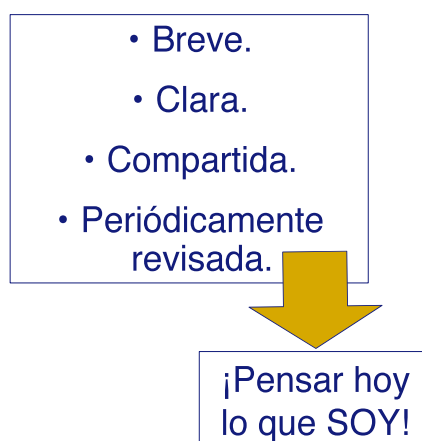 • Breve.
• Clara.
• Compartida.
• Periódicamente
revisada.
¡Pensar hoy
lo que SOY!